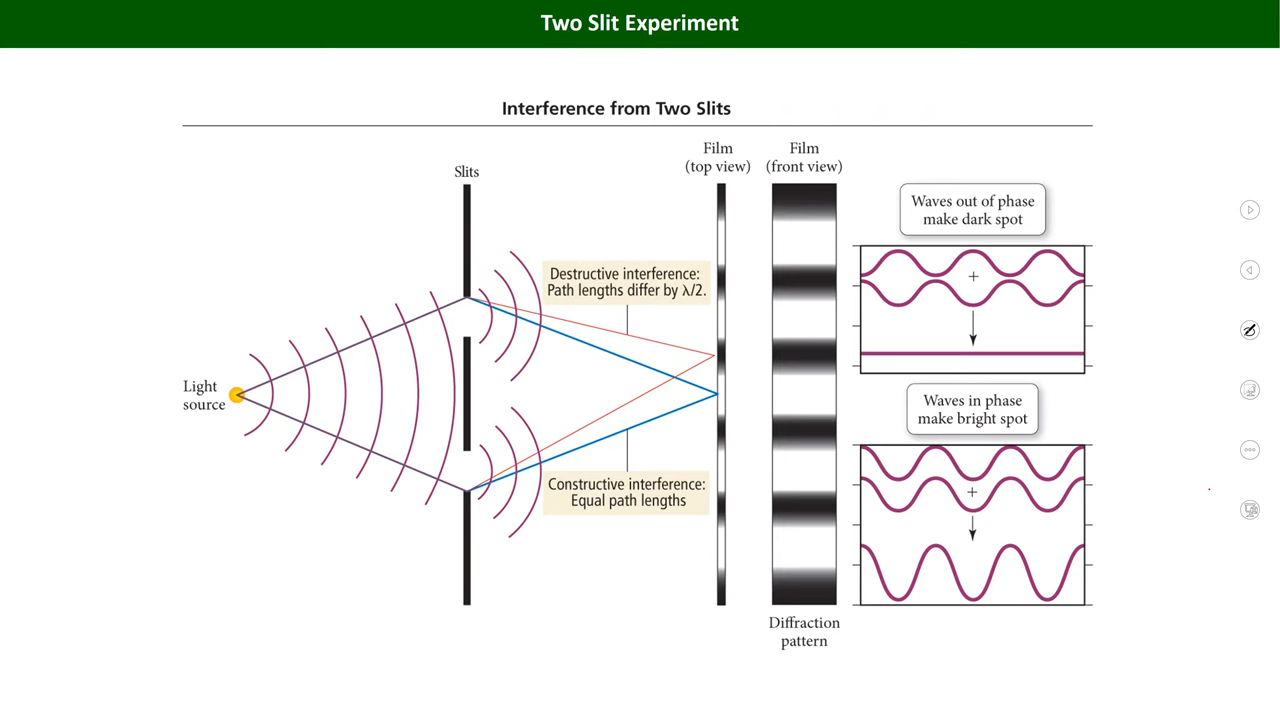 Two Slit Experiment
Interference from Two Slits
Slits
Film
(top view)
Film
(front view)
Light
source
Destructive interference:
Path lengths differ by λ/2.
Constructive interference:
Equal path lengths
Diffraction
pattern
Waves out of phase
make dark spot
+
Waves in phase
make bright spot
+